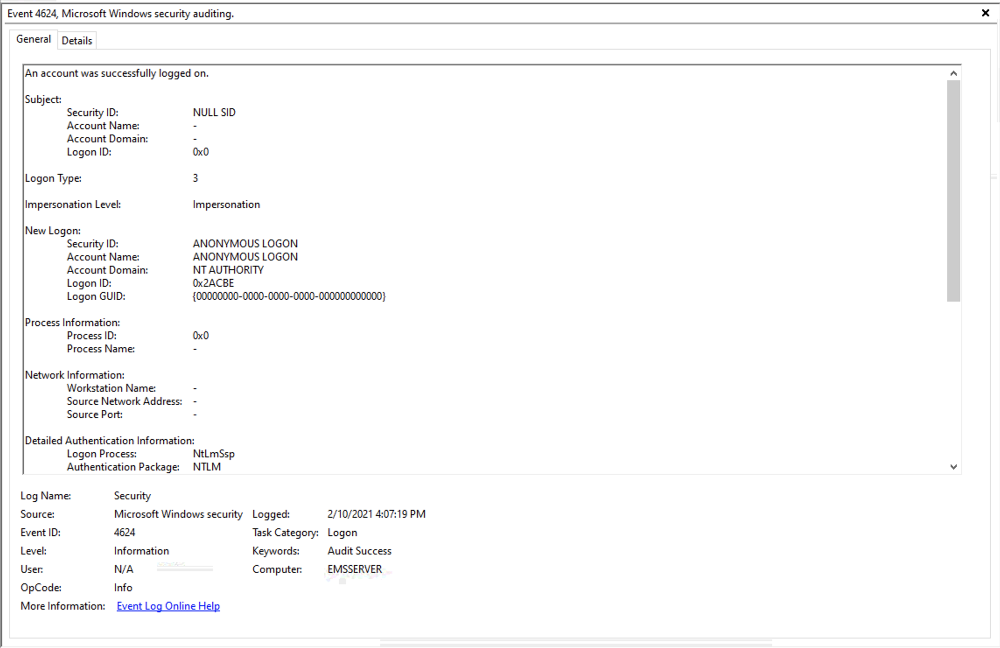 Event 4624, Microsoft Windows security auditing.
General Details
An account was successfully logged on.
Subject:
Security ID: NULL SID
Account Name: -
Account Domain: -
Logon ID: 0x0
Logon Type: 3
Impersonation Level: Impersonation
New Logon:
Security ID: ANONYMOUS LOGON
Account Name: ANONYMOUS LOGON
Account Domain: NT AUTHORITY
Logon ID: 0x2ACBE
Logon GUID: {00000000-0000-0000-0000-000000000000}
Process Information:
Process ID: 0x0
Process Name: -
Network Information:
Workstation Name: -
Source Network Address: -
Source Port: -
Detailed Authentication Information:
Logon Process: NtLmSsp
Authentication Package: NTLM
Log Name: Security
Source: Microsoft Windows security Logged: 2/10/2021 4:07:19 PM
Event ID: 4624 Task Category: Logon
Level: Information Keywords: Audit Success
User: N/A Computer: EMSSERVER
OpCode: Info
More Information: Event Log Online Help